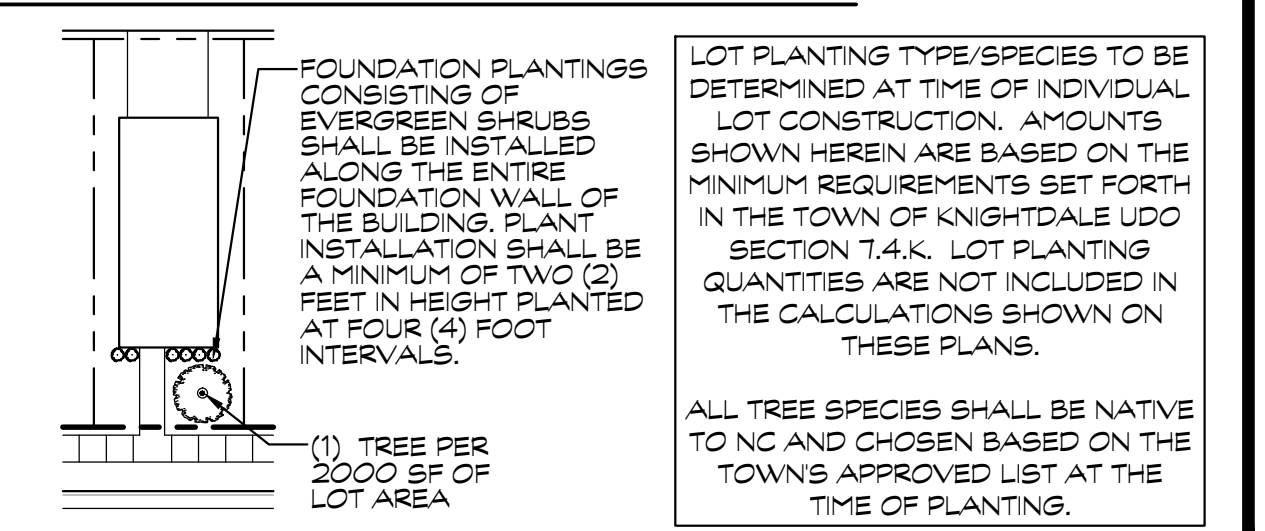 FOUNDATION PLANTINGS
CONSISTING OF
EVERGREEN SHRUBS
SHALL BE INSTALLED
ALONG THE ENTIRE
FOUNDATION WALL OF
THE BUILDING. PLANT
INSTALLATION SHALL BE
A MINIMUM OF TWO (2)
FEET IN HEIGHT PLANTED
AT FOUR (4) FOOT
INTERVALS.
(1) TREE PER
2000 SF OF
LOT AREA
LOT PLANTING TYPE/SPECIES TO BE
DETERMINED AT TIME OF INDIVIDUAL
LOT CONSTRUCTION. AMOUNTS
SHOWN HEREIN ARE BASED ON THE
MINIMUM REQUIREMENTS SET FORTH
IN THE TOWN OF KNIGHTDALE UDO
SECTION 7.4.K. LOT PLANTING
QUANTITIES ARE NOT INCLUDED IN
THE CALCULATIONS SHOWN ON
THESE PLANS.
ALL TREE SPECIES SHALL BE NATIVE
TO NC AND CHOSEN BASED ON THE
TOWN'S APPROVED LIST AT THE
TIME OF PLANTING.